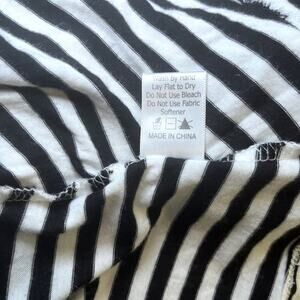 Wash By Hand
Lay Flat to Dry
Do Not Use Bleach
Do Not Use Fabric
Softener
MADE IN CHINA